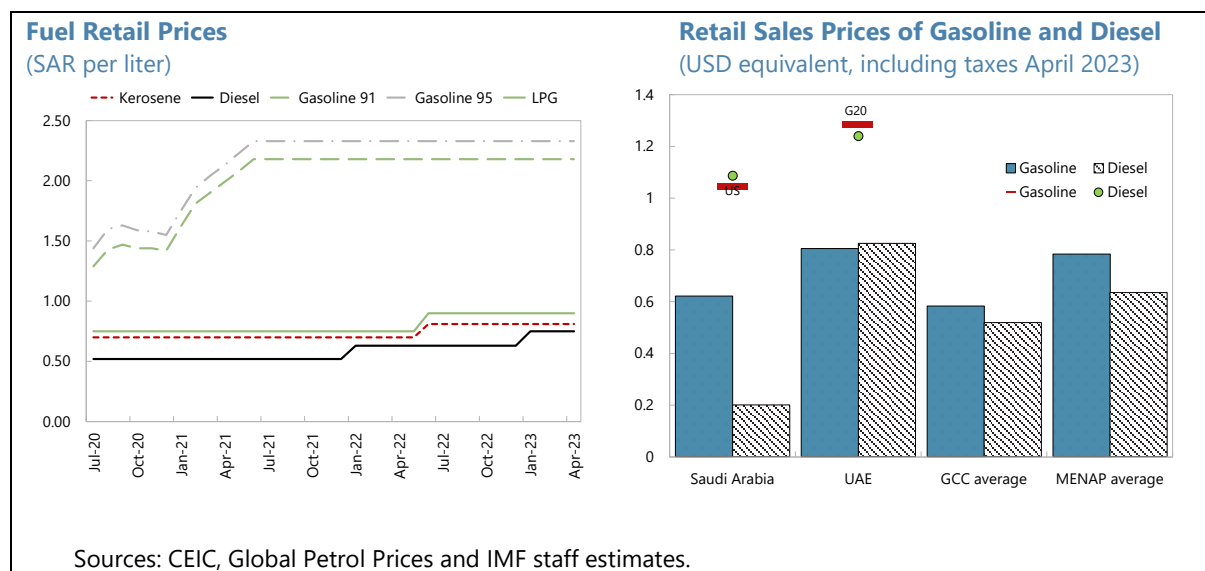 Fuel Retail Prices
(SAR per liter)
Kerosene Diesel Gasoline 91 Gasoline 95 LPG
2.50
2.00
1.50
1.00
0.50
0.00
Jul-20
Oct-20
Jan-21
Apr-21
Jul-21
Oct-21
Jan-22
Apr-22
Jul-22
Oct-22
Jan-23
Apr-23
Retail Sales Prices of Gasoline and Diesel
(USD equivalent, including taxes April 2023)
1.4
1.2
1
0.8
0.6
0.4
0.2
0
G20
US
Gasoline Diesel
Gasoline Diesel
Saudi Arabia UAE GCC average MENAP average
Sources: CEIC, Global Petrol Prices and IMF staff estimates.